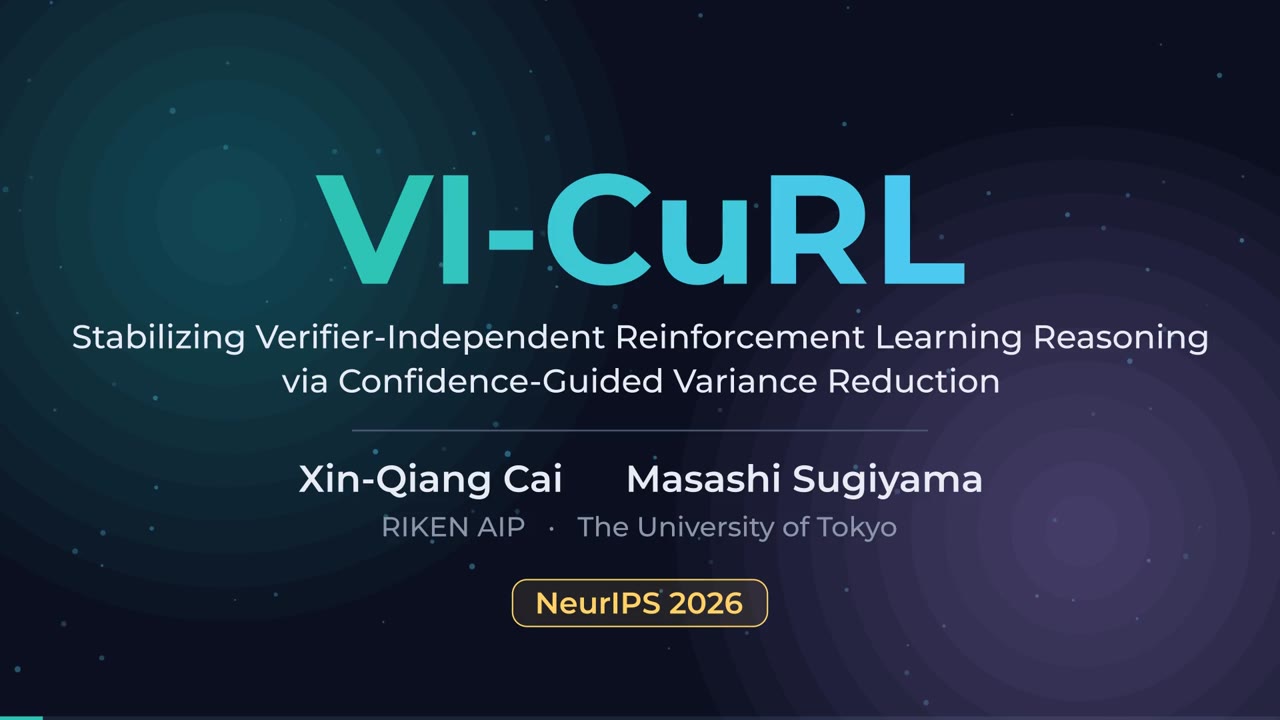 VI-CuRL
Stabilizing Verifier-Independent Reinforcement Learning Reasoning
via Confidence-Guided Variance Reduction
Xin-Qiang Cai Masashi Sugiyama
RIKEN AIP · The University of Tokyo
NeurIPS 2026